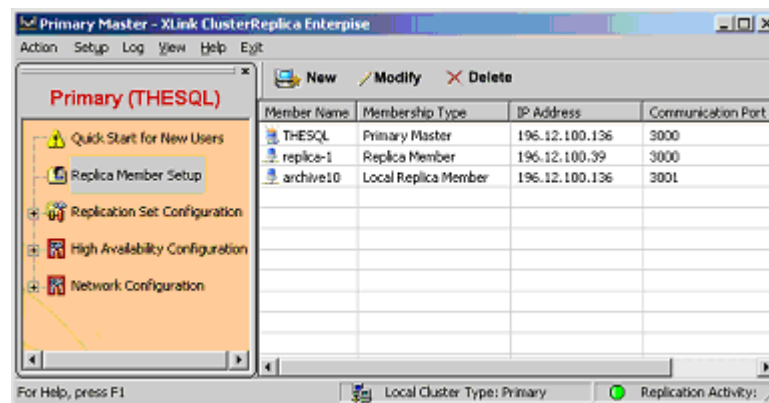 Primary Master - XLink ClusterReplica Enterpise
Action Setup Log View Help Exit
Primary (THESQL)
Quick Start for New Users
Replica Member Setup
Replication Set Configuration
High Availability Configuration
Network Configuration
New Modify Delete
Member Name Membership Type IP Address Communication Port
THESQL Primary Master 196.12.100.136 3000
replica-1 Replica Member 196.12.100.39 3000
archive10 Local Replica Member 196.12.100.136 3001
For Help, press F1 Local Cluster Type: Primary Replication Activity: